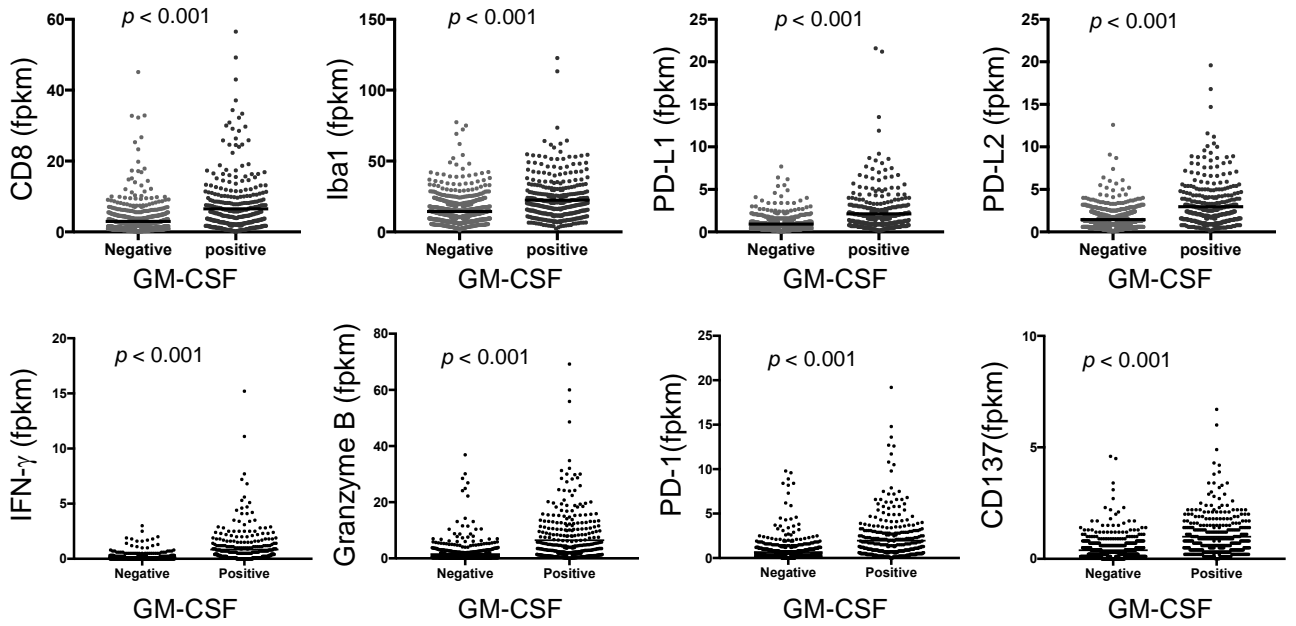 CD8 (fpkm)
p < 0.001
60
40
20
0
Negative positive
GM-CSF
Iba1 (fpkm)
p < 0.001
150
100
50
0
Negative positive
GM-CSF
PD-L1 (fpkm)
p < 0.001
25
20
15
10
5
0
Negative positive
GM-CSF
PD-L2 (fpkm)
p < 0.001
25
20
15
10
5
0
Negative positive
GM-CSF
IFN-γ (fpkm)
p < 0.001
20
15
10
5
0
Negative Positive
GM-CSF
Granzyme B (fpkm)
p < 0.001
80
60
40
20
0
Negative Positive
GM-CSF
PD-1(fpkm)
p < 0.001
25
20
15
10
5
0
Negative Positive
GM-CSF
CD137(fpkm)
p < 0.001
10
5
0
Negative Positive
GM-CSF